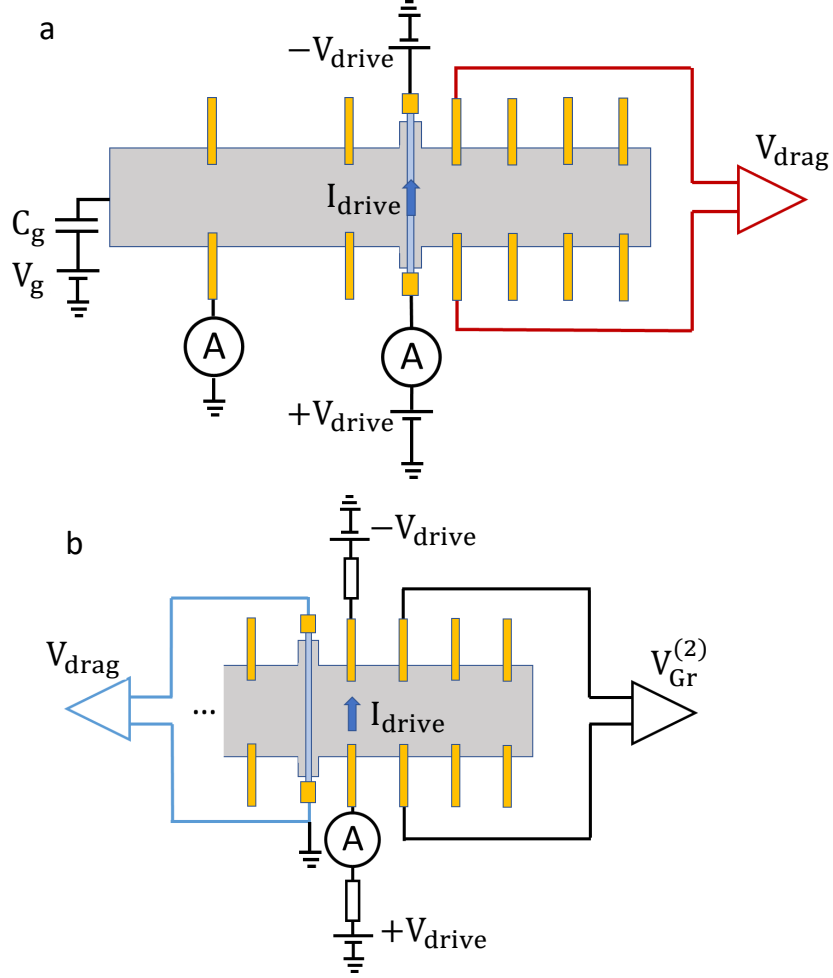 a
−V_drive
V_drag
I_drive
C_g
V_g
A
A
+V_drive
b
−V_drive
V_drag
V_Gr^(2)
...
I_drive
A
+V_drive